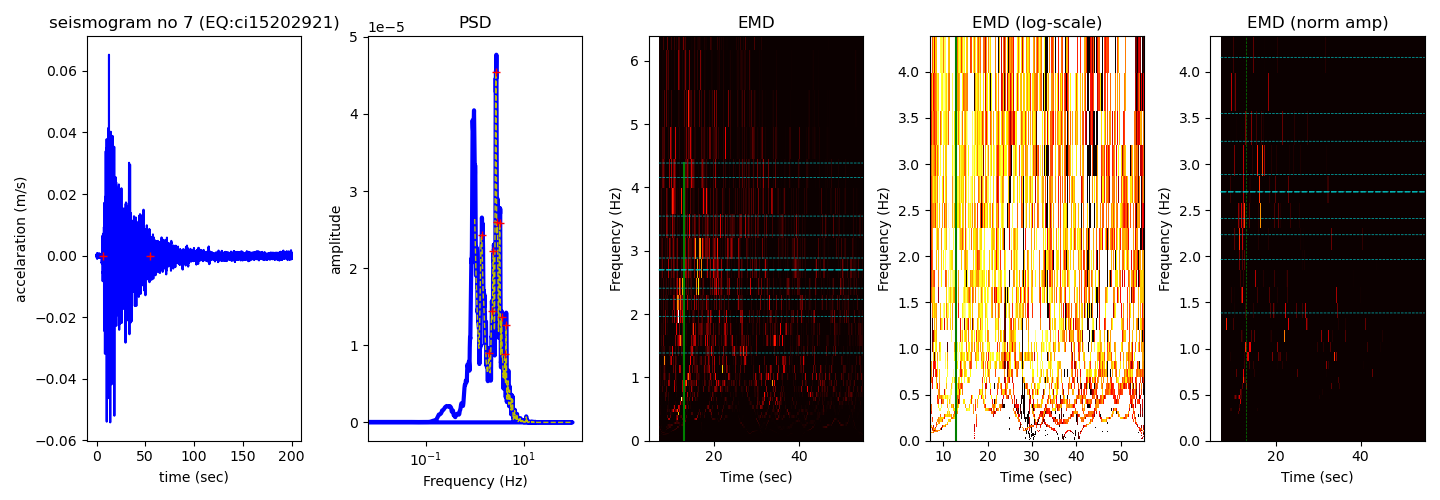 seismogram no 7 (EQ:ci15202921)
accelaration (m/s)
0.06
0.04
0.02
0.00
−0.02
−0.04
−0.06
0 50 100 150 200
time (sec)
PSD
1e−5
amplitude
5
4
3
2
1
0
10⁻¹ 10¹
Frequency (Hz)
EMD
Frequency (Hz)
6
5
4
3
2
1
0
20 40
Time (sec)
EMD (log-scale)
Frequency (Hz)
4.0
3.5
3.0
2.5
2.0
1.5
1.0
0.5
0.0
10 20 30 40 50
Time (sec)
EMD (norm amp)
Frequency (Hz)
4.0
3.5
3.0
2.5
2.0
1.5
1.0
0.5
0.0
20 40
Time (sec)